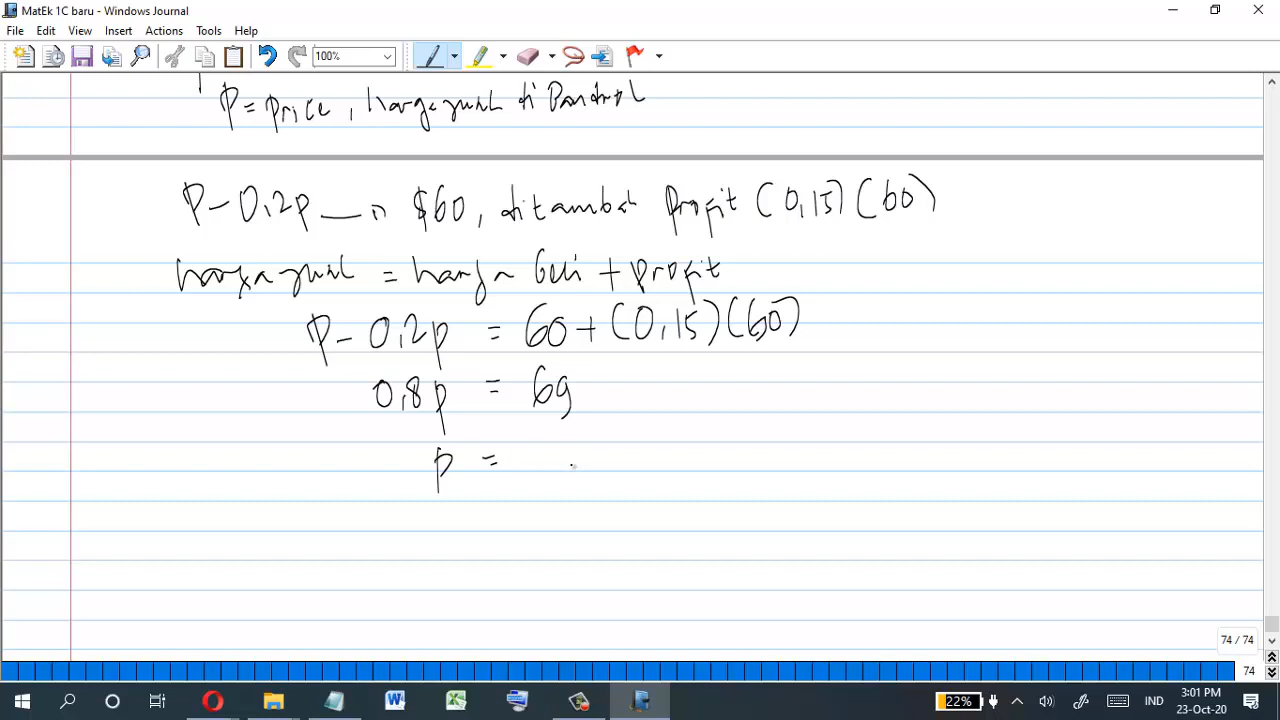 MatEk 1C baru - Windows Journal
File Edit View Insert Actions Tools Help
100%
P = price, harga jual di Bandrol
P - 0,2p → $60, ditambah profit (0,15)(60)
harga jual = harga beli + profit
P - 0,2p = 60 + (0,15)(60)
0,8p = 69
p =
74 / 74
74
22% IND 3:01 PM
23-Oct-20